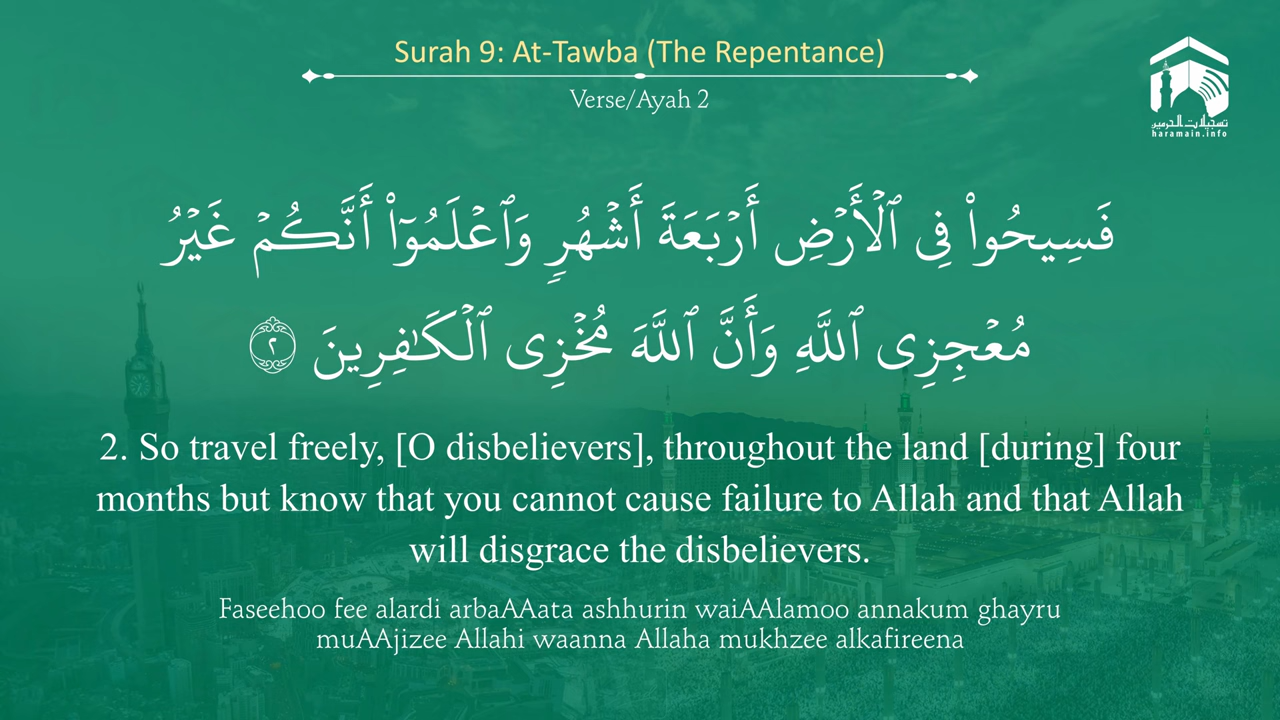 Surah 9: At-Tawba (The Repentance)
Verse/Ayah 2
تسجيلات الحرمين
haramain.info
فَسِيحُوا۟ فِى ٱلْأَرْضِ أَرْبَعَةَ أَشْهُرٍۢ وَٱعْلَمُوٓا۟ أَنَّكُمْ غَيْرُ
مُعْجِزِى ٱللَّهِ وَأَنَّ ٱللَّهَ مُخْزِى ٱلْكَـٰفِرِينَ ٢
2. So travel freely, [O disbelievers], throughout the land [during] four
months but know that you cannot cause failure to Allah and that Allah
will disgrace the disbelievers.
Faseehoo fee alardi arbaAAata ashhurin waiAAlamoo annakum ghayru
muAAjizee Allahi waanna Allaha mukhzee alkafireena